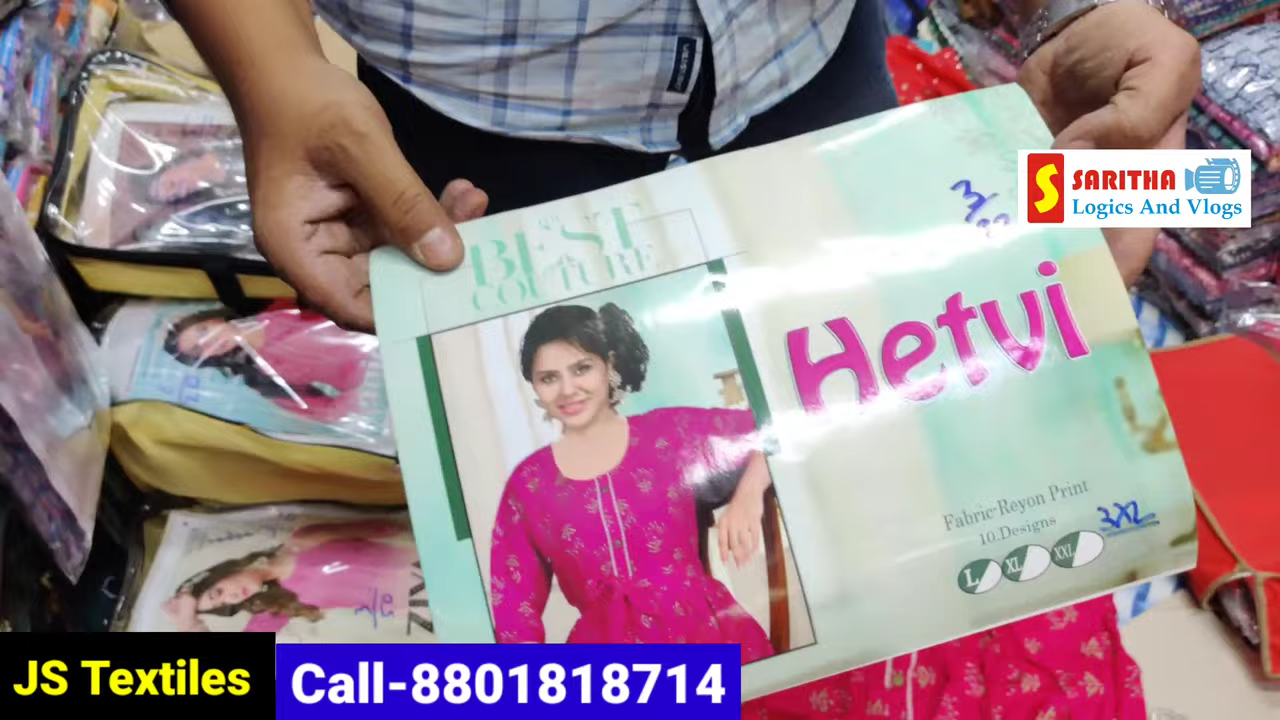 SARITHA
Logics And Vlogs
BEST
COUTURE
Hetvi
Fabric-Reyon Print
10.Designs
3XL
L XL XXL
JS Textiles
Call-8801818714